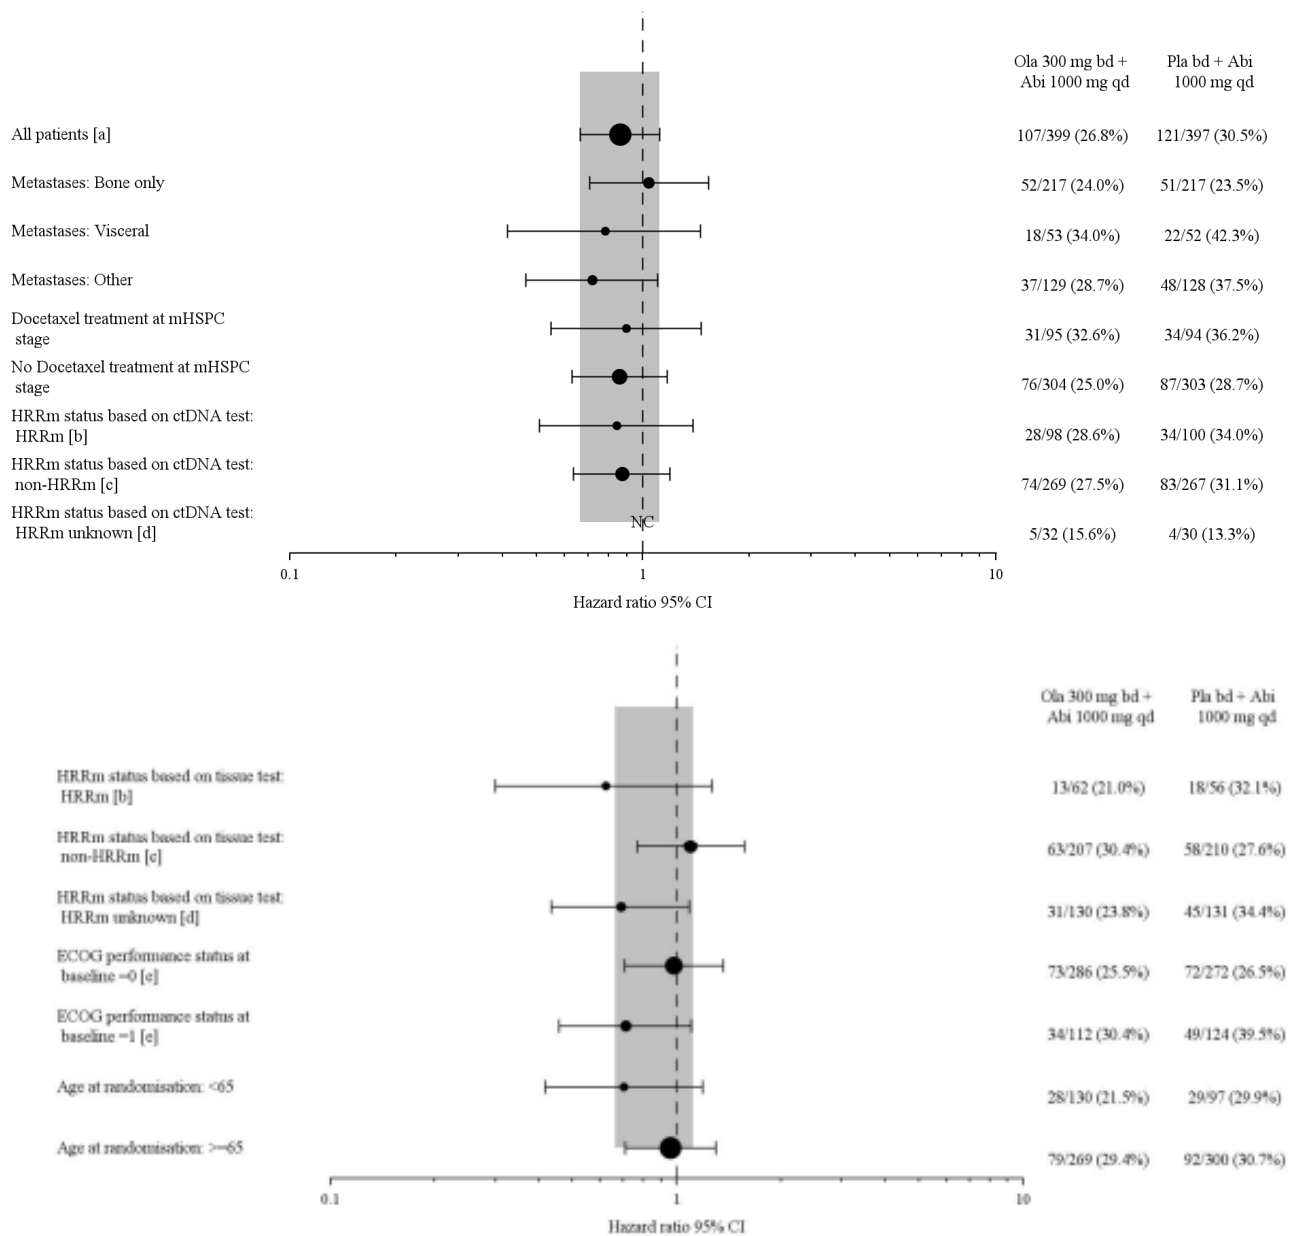 Ola 300 mg bd + Pla bd + Abi
Abi 1000 mg qd 1000 mg qd
All patients [a] 107/399 (26.8%) 121/397 (30.5%)
Metastases: Bone only 52/217 (24.0%) 51/217 (23.5%)
Metastases: Visceral 18/53 (34.0%) 22/52 (42.3%)
Metastases: Other 37/129 (28.7%) 48/128 (37.5%)
Docetaxel treatment at mHSPC
stage 31/95 (32.6%) 34/94 (36.2%)
No Docetaxel treatment at mHSPC
stage 76/304 (25.0%) 87/303 (28.7%)
HRRm status based on ctDNA test:
HRRm [b] 28/98 (28.6%) 34/100 (34.0%)
HRRm status based on ctDNA test:
non-HRRm [c] 74/269 (27.5%) 83/267 (31.1%)
HRRm status based on ctDNA test:
NC
HRRm unknown [d] 5/32 (15.6%) 4/30 (13.3%)
0.1 1 10
Hazard ratio 95% CI
Ola 300 mg bd + Pla bd + Abi
Abi 1000 mg qd 1000 mg qd
HRRm status based on tissue test:
HRRm [b] 13/62 (21.0%) 18/56 (32.1%)
HRRm status based on tissue test:
non-HRRm [c] 63/207 (30.4%) 58/210 (27.6%)
HRRm status based on tissue test:
HRRm unknown [d] 31/130 (23.8%) 45/131 (34.4%)
ECOG performance status at
baseline =0 [e] 73/286 (25.5%) 72/272 (26.5%)
ECOG performance status at
baseline =1 [e] 34/112 (30.4%) 49/124 (39.5%)
Age at randomisation: <65 28/130 (21.5%) 29/97 (29.9%)
Age at randomisation: >=65 79/269 (29.4%) 92/300 (30.7%)
0.1 1 10
Hazard ratio 95% CI